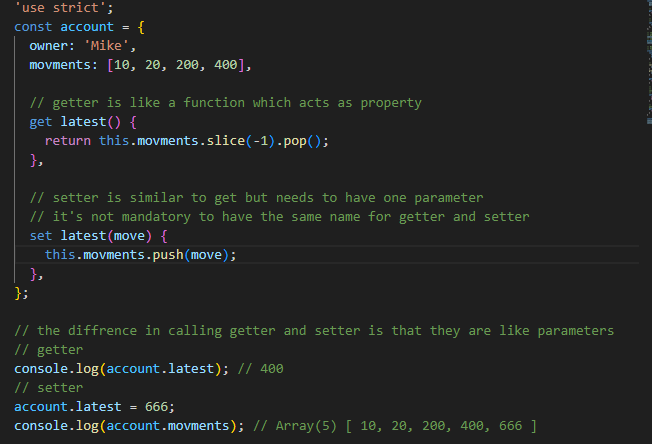 'use strict';
const account = {
  owner: 'Mike',
  movments: [10, 20, 200, 400],

  // getter is like a function which acts as property
  get latest() {
    return this.movments.slice(-1).pop();
  },

  // setter is similar to get but needs to have one parameter
  // it's not mandatory to have the same name for getter and setter
  set latest(move) {
    this.movments.push(move);
  },
};

// the diffrence in calling getter and setter is that they are like parameters
// getter
console.log(account.latest); // 400
// setter
account.latest = 666;
console.log(account.movments); // Array(5) [ 10, 20, 200, 400, 666 ]